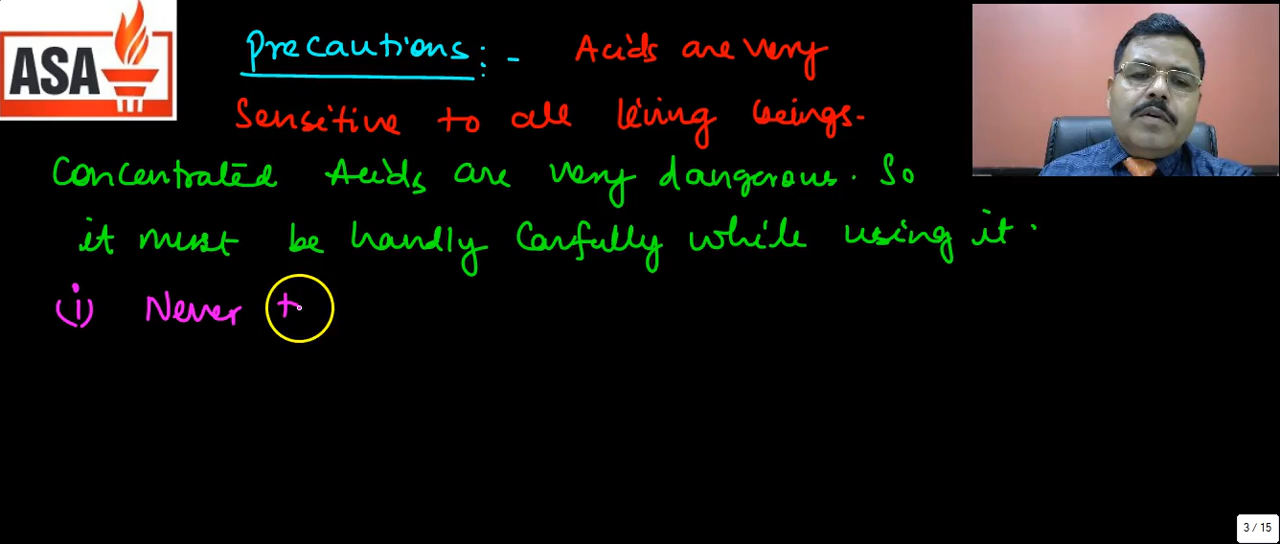 ASA
Precautions:- Acids are very
Sensitive to all living beings.
Concentrated Acids are very dangerous. So
it must be handly Carfully while using it.
(i) Never t
3 / 15